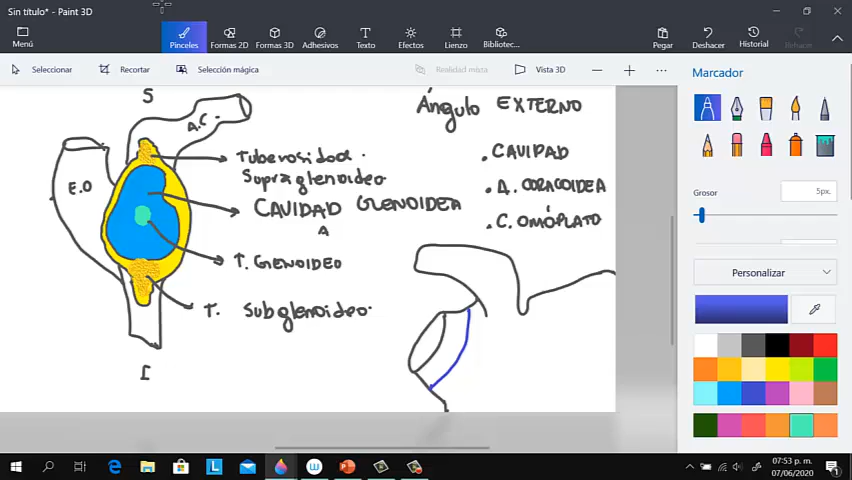 Sin título* - Paint 3D
Menú
Pinceles
Formas 2D
Formas 3D
Adhesivos
Texto
Efectos
Lienzo
Bibliotec...
Pegar
Deshacer
Historial
Rehacer
Seleccionar
Recortar
Selección mágica
Realidad mixta
Vista 3D
Marcador
Grosor
5px.
Personalizar
S
A.C.
E.O
Tuberosidad.
Supraglenoideo
CAVIDAD GLENOIDEA
A
T. GLENOIDEO
T. Subglenoideo.
I
Ángulo EXTERNO
.CAVIDAD
.A. CORACOIDEA
.C. OMÓPLATO
07:53 p. m.
07/06/2020